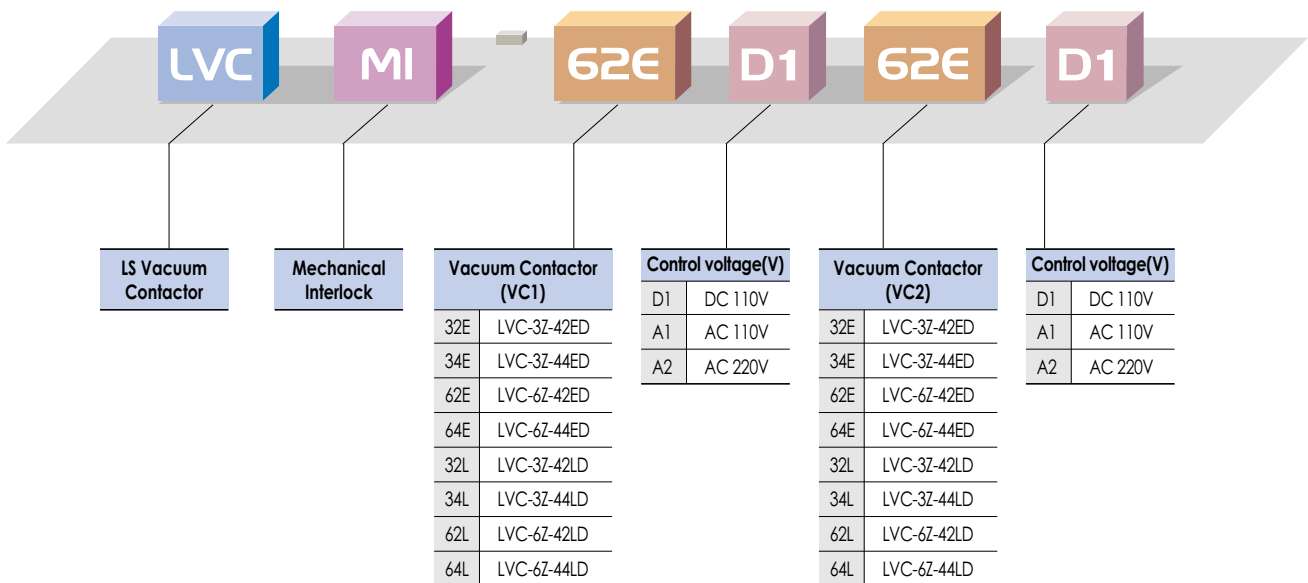 LVC MI 62E D1 62E D1
LS Vacuum
Contactor
Mechanical
Interlock
Vacuum Contactor
(VC1)
32E LVC-3Z-42ED
34E LVC-3Z-44ED
62E LVC-6Z-42ED
64E LVC-6Z-44ED
32L LVC-3Z-42LD
34L LVC-3Z-44LD
62L LVC-6Z-42LD
64L LVC-6Z-44LD
Control voltage(V)
D1 DC 110V
A1 AC 110V
A2 AC 220V
Vacuum Contactor
(VC2)
32E LVC-3Z-42ED
34E LVC-3Z-44ED
62E LVC-6Z-42ED
64E LVC-6Z-44ED
32L LVC-3Z-42LD
34L LVC-3Z-44LD
62L LVC-6Z-42LD
64L LVC-6Z-44LD
Control voltage(V)
D1 DC 110V
A1 AC 110V
A2 AC 220V